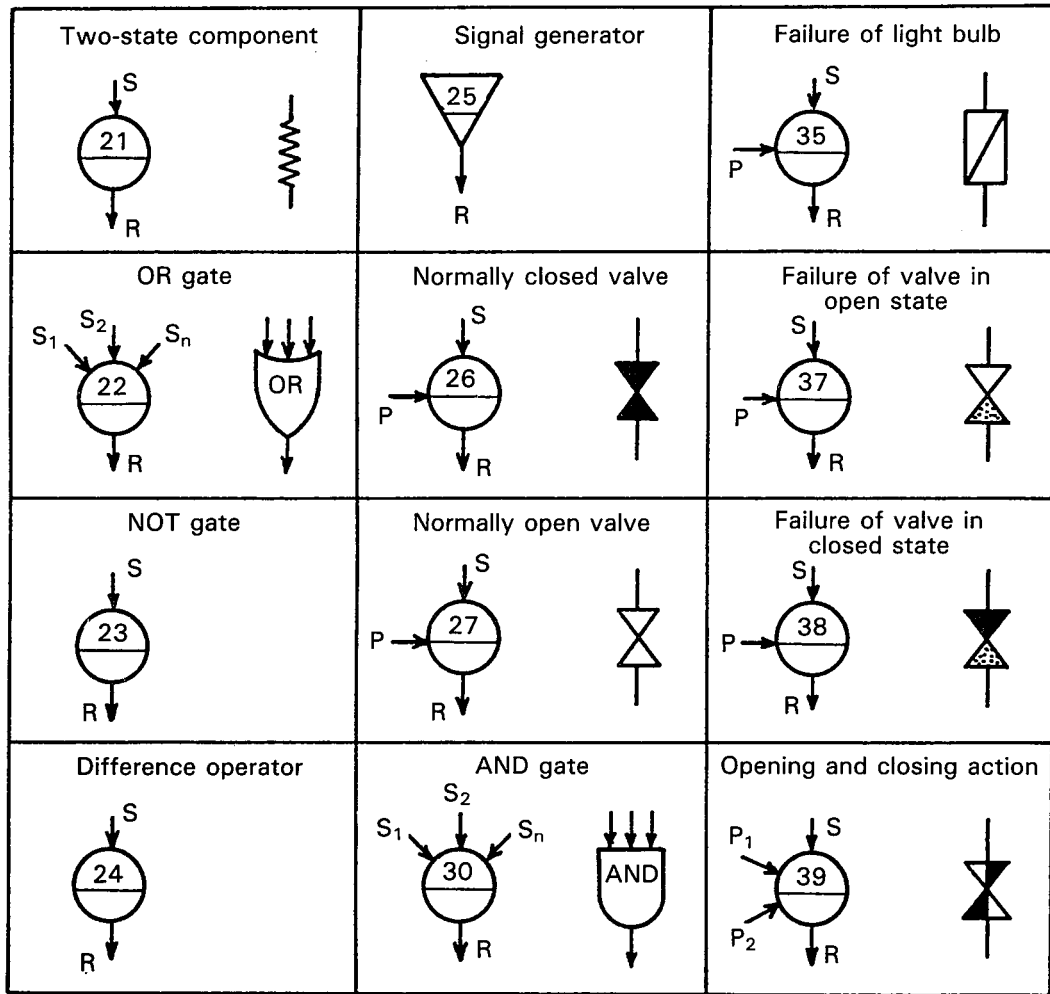 Two-state component
S
21
R
Signal generator
25
R
Failure of light bulb
S
35
P
R
OR gate
S1 S2 Sn
22
OR
R
Normally closed valve
S
26
P
R
Failure of valve in
open state
S
37
P
R
NOT gate
S
23
R
Normally open valve
S
27
P
R
Failure of valve in
closed state
S
38
P
R
Difference operator
S
24
R
AND gate
S1 S2 Sn
30
AND
R
Opening and closing action
S
P1
39
P2
R